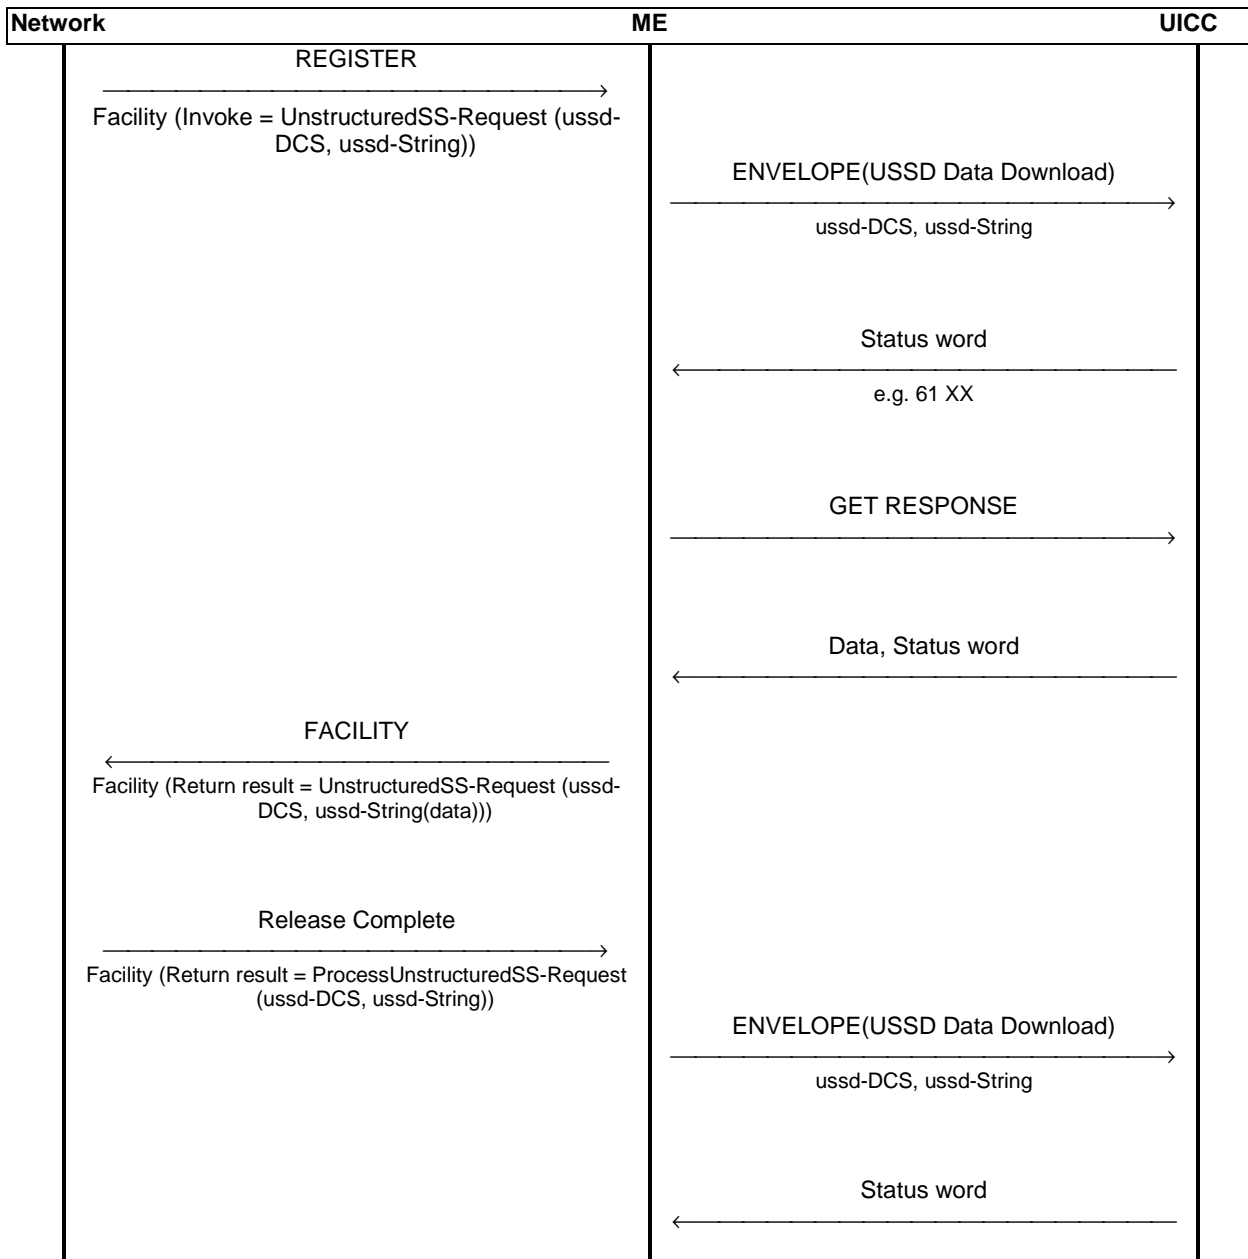 Network ME UICC
REGISTER
Facility (Invoke = UnstructuredSS-Request (ussd-
DCS, ussd-String))
ENVELOPE(USSD Data Download)
ussd-DCS, ussd-String
Status word
e.g. 61 XX
GET RESPONSE
Data, Status word
FACILITY
Facility (Return result = UnstructuredSS-Request (ussd-
DCS, ussd-String(data)))
Release Complete
Facility (Return result = ProcessUnstructuredSS-Request
(ussd-DCS, ussd-String))
ENVELOPE(USSD Data Download)
ussd-DCS, ussd-String
Status word